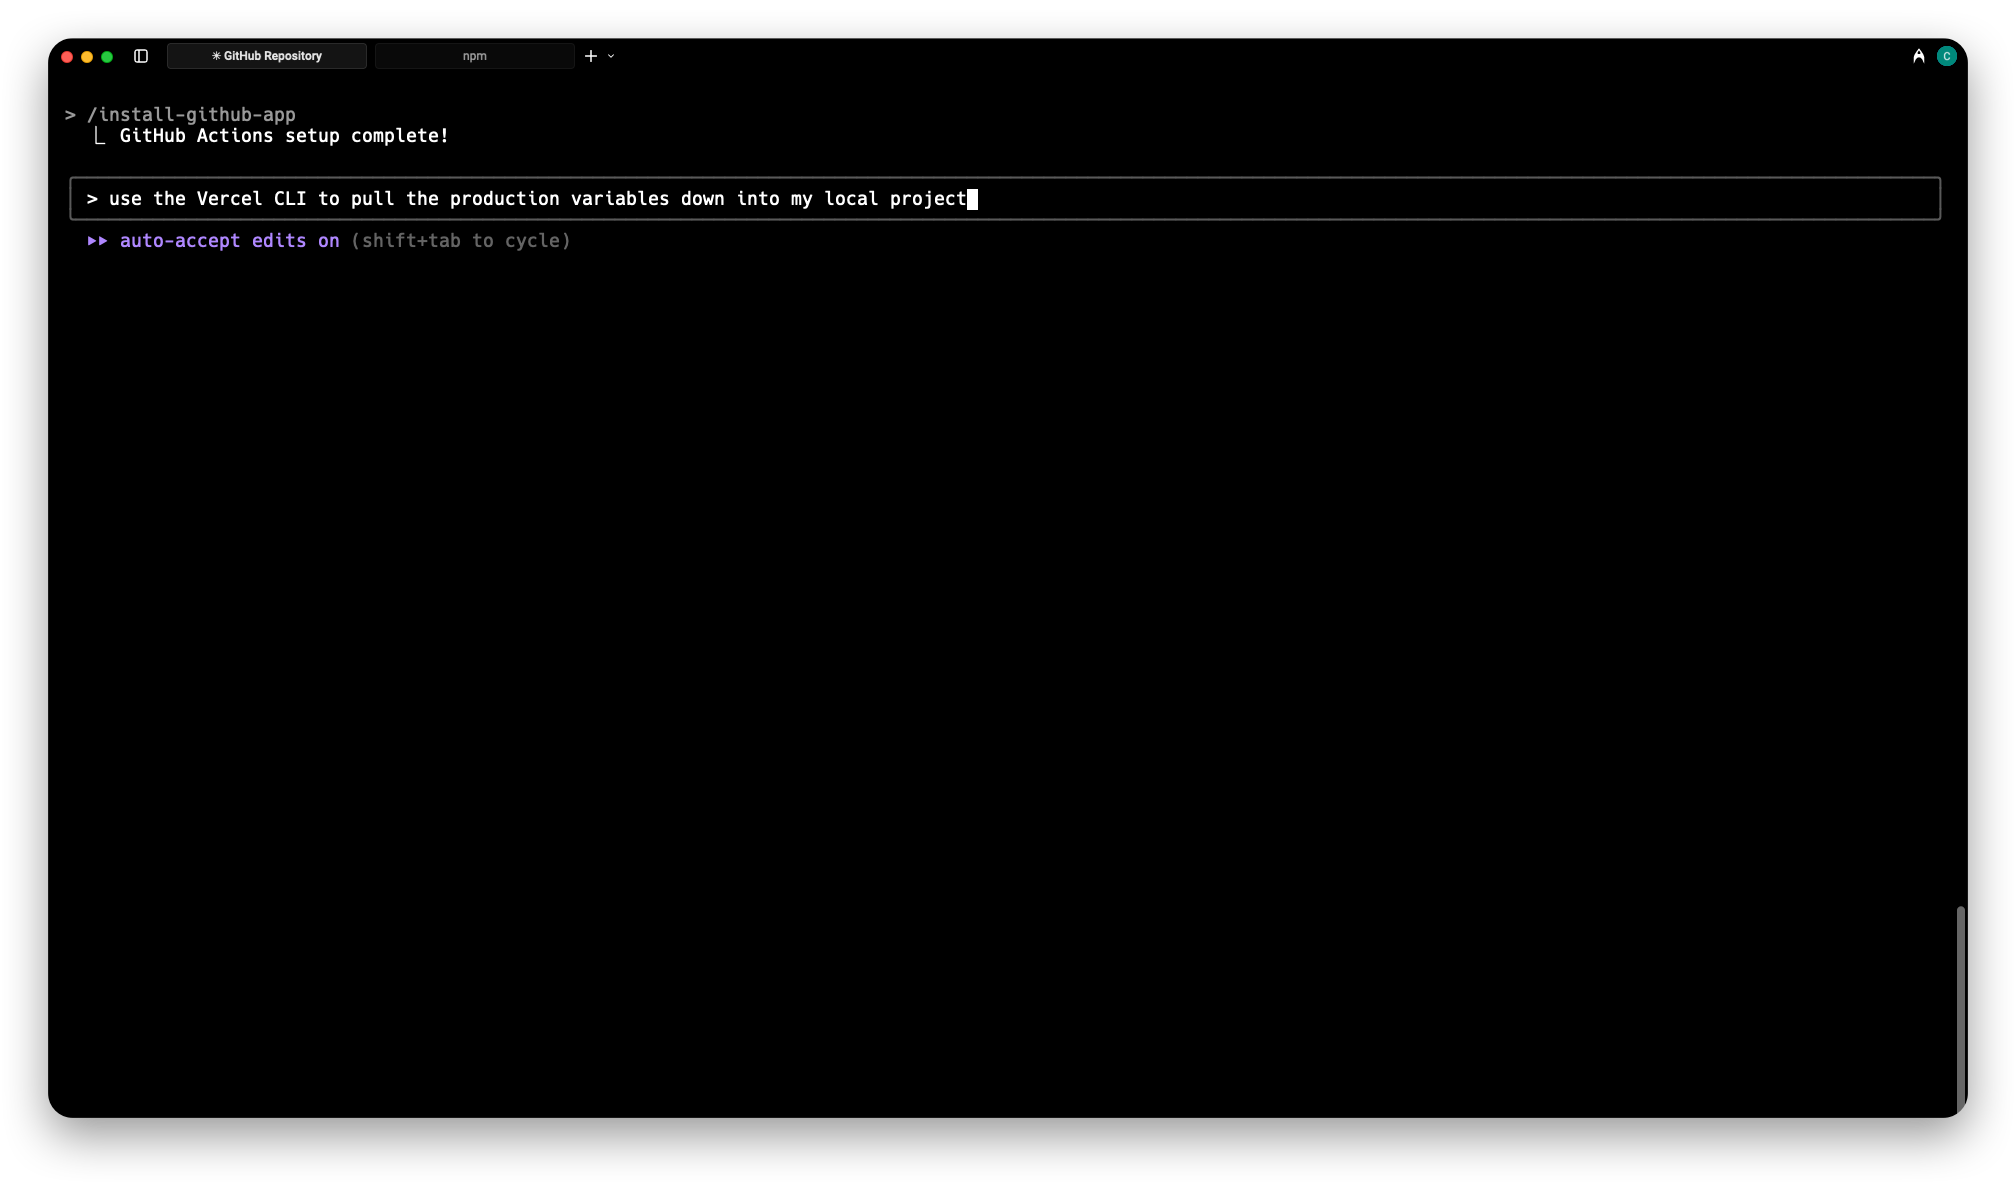 ✳ GitHub Repository
npm
C
> /install-github-app
⎿ GitHub Actions setup complete!
> use the Vercel CLI to pull the production variables down into my local project
⏵⏵ auto-accept edits on (shift+tab to cycle)